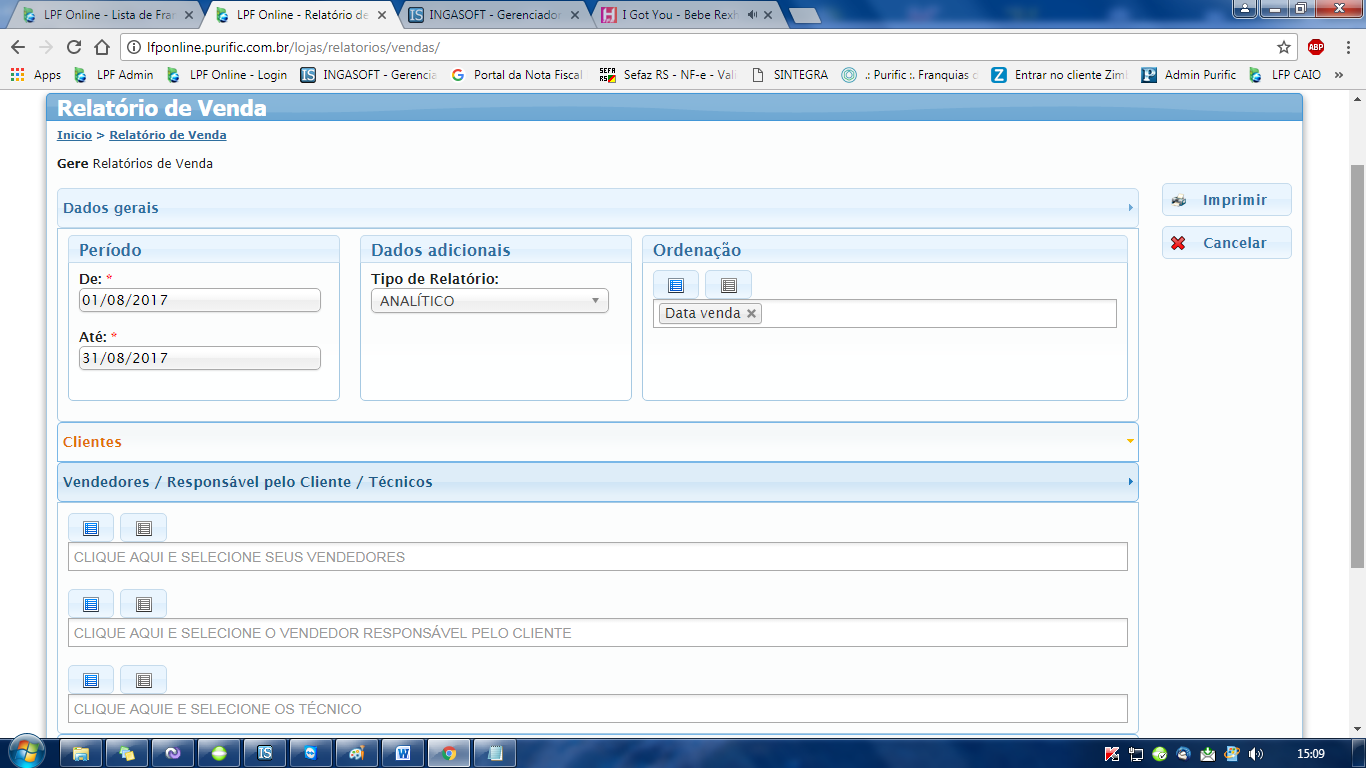 LPF Online - Lista de Fran
LPF Online - Relatório de
INGASOFT - Gerenciador
I Got You - Bebe Rexh
lfponline.purific.com.br/lojas/relatorios/vendas/
ABP
Apps
LPF Admin
LPF Online - Login
INGASOFT - Gerencia
Portal da Nota Fiscal
Sefaz RS - NF-e - Vali
SINTEGRA
.: Purific :. Franquias
Entrar no cliente Zim
Admin Purific
LFP CAIO
»
Relatório de Venda
Inicio > Relatório de Venda
Gere Relatórios de Venda
Imprimir
Cancelar
Dados gerais
Período
Dados adicionais
Ordenação
De: *
01/08/2017
Até: *
31/08/2017
Tipo de Relatório:
ANALÍTICO
Data venda
Clientes
Vendedores / Responsável pelo Cliente / Técnicos
CLIQUE AQUI E SELECIONE SEUS VENDEDORES
CLIQUE AQUI E SELECIONE O VENDEDOR RESPONSÁVEL PELO CLIENTE
CLIQUE AQUIE E SELECIONE OS TÉCNICO
15:09